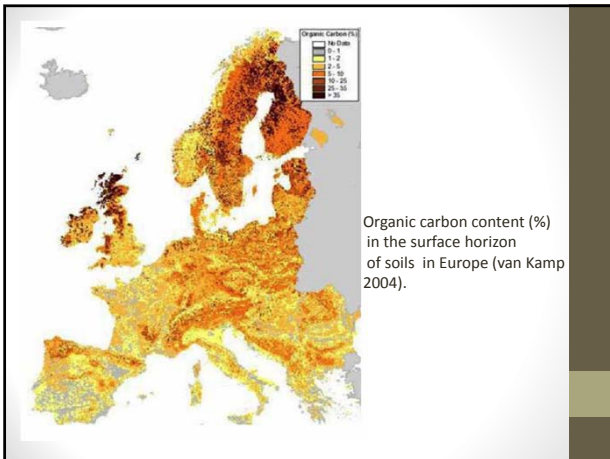 Organic Carbon (%)
No Data
0 - 1
1 - 2
2 - 5
5 - 10
10 - 25
25 - 35
> 35
Organic carbon content (%)
in the surface horizon
of soils in Europe (van Kamp
2004).